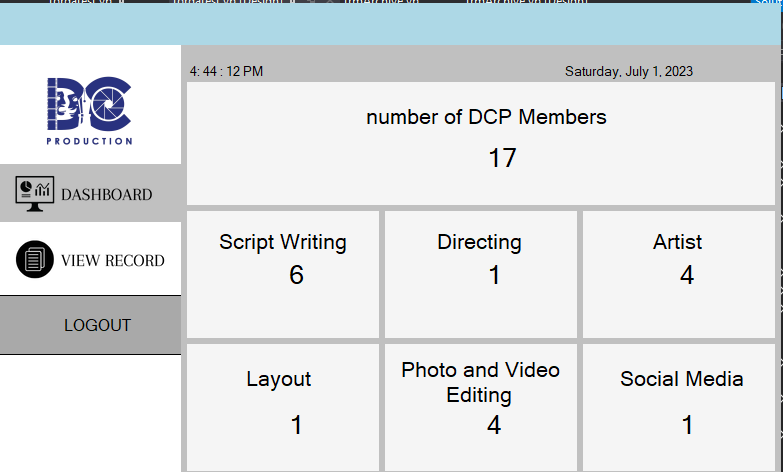 4: 44 : 12 PM
Saturday, July 1, 2023
DC
PRODUCTION
DASHBOARD
VIEW RECORD
LOGOUT
number of DCP Members
17
Script Writing
6
Directing
1
Artist
4
Layout
1
Photo and Video
Editing
4
Social Media
1